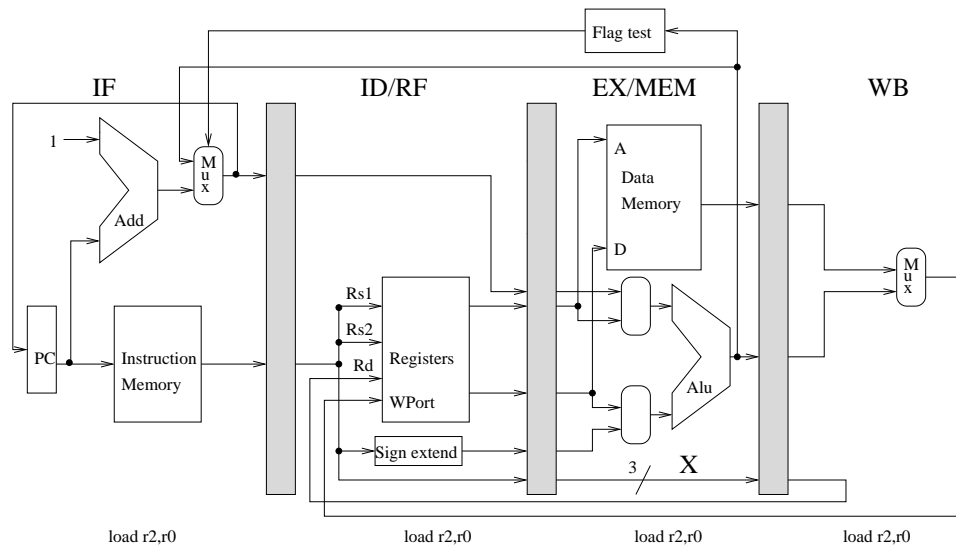 Flag test
IF
ID/RF
EX/MEM
WB
1
Mux
Add
A
Data
Memory
D
Mux
PC
Instruction
Memory
Rs1
Rs2
Rd
Registers
WPort
Sign extend
Alu
3
X
load r2,r0
load r2,r0
load r2,r0
load r2,r0